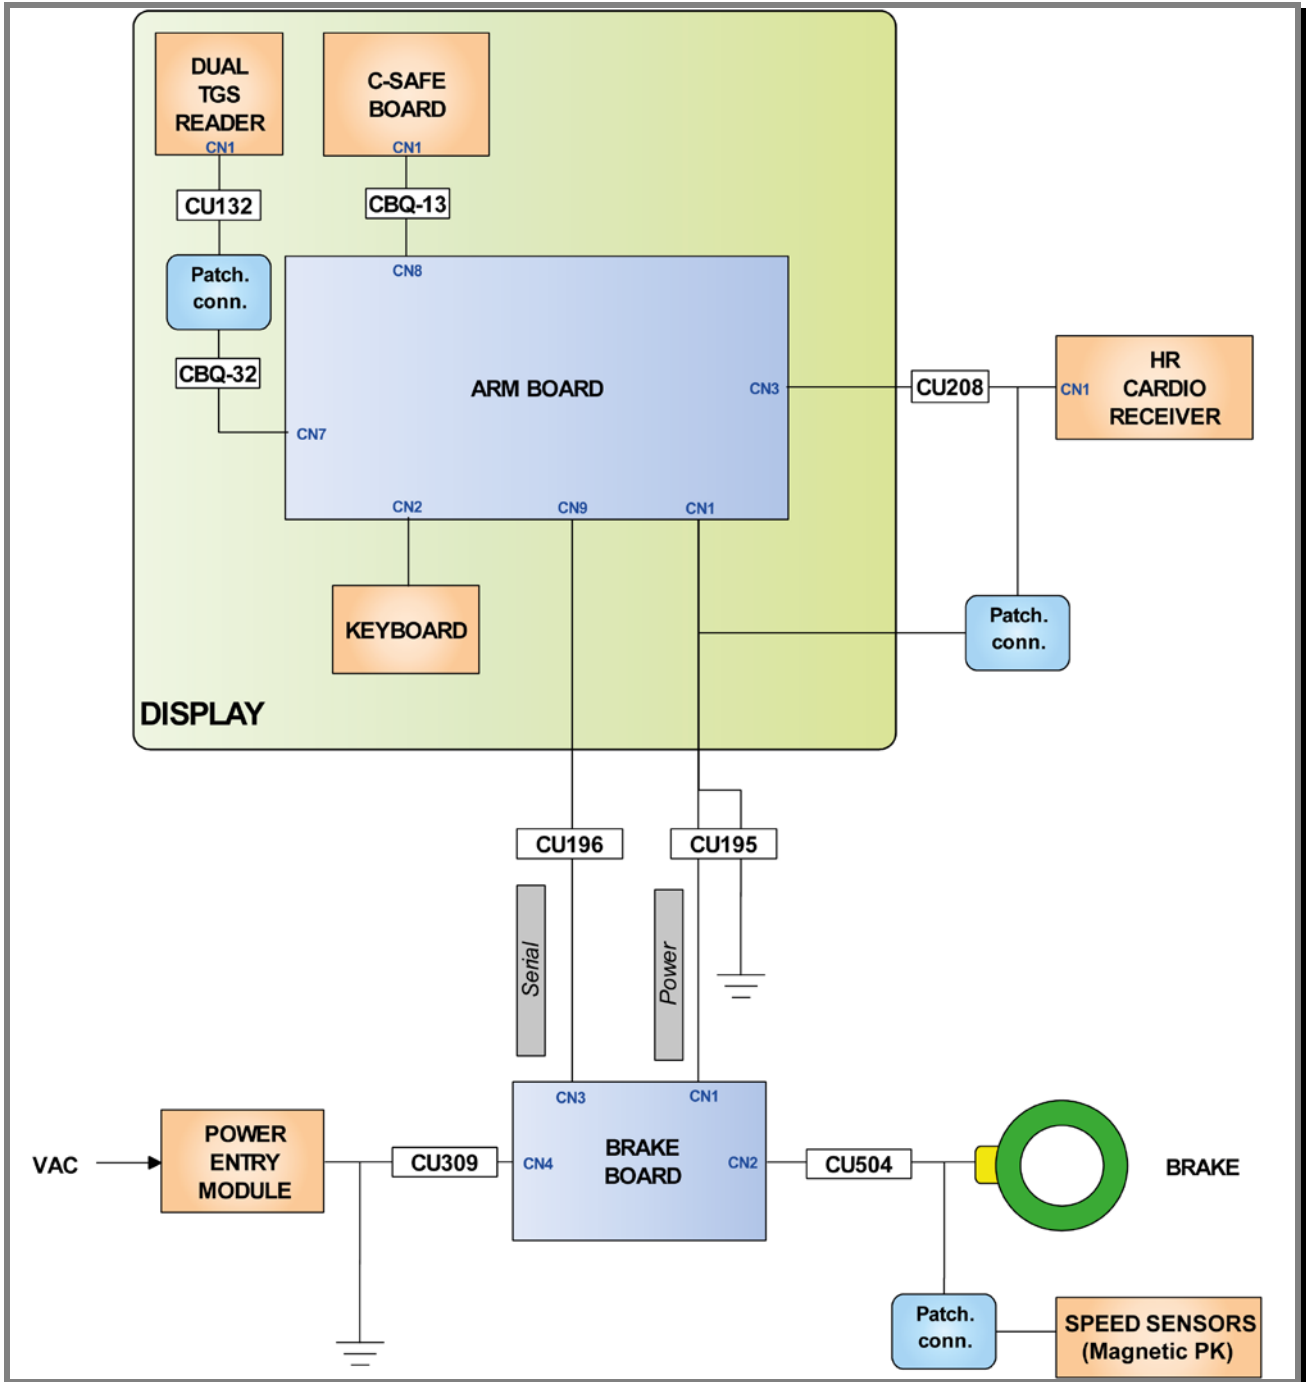 DUAL
TGS
READER
CN1
C-SAFE
BOARD
CN1
CU132
CBQ-13
Patch.
conn.
CBQ-32
CN8
ARM BOARD
CN3
CN7
CN2
CN9
CN1
CU208
CN1
HR
CARDIO
RECEIVER
KEYBOARD
Patch.
conn.
DISPLAY
CU196
CU195
Serial
Power
VAC
POWER
ENTRY
MODULE
CU309
CN3
CN1
CN4
BRAKE
BOARD
CN2
CU504
BRAKE
Patch.
conn.
SPEED SENSORS
(Magnetic PK)